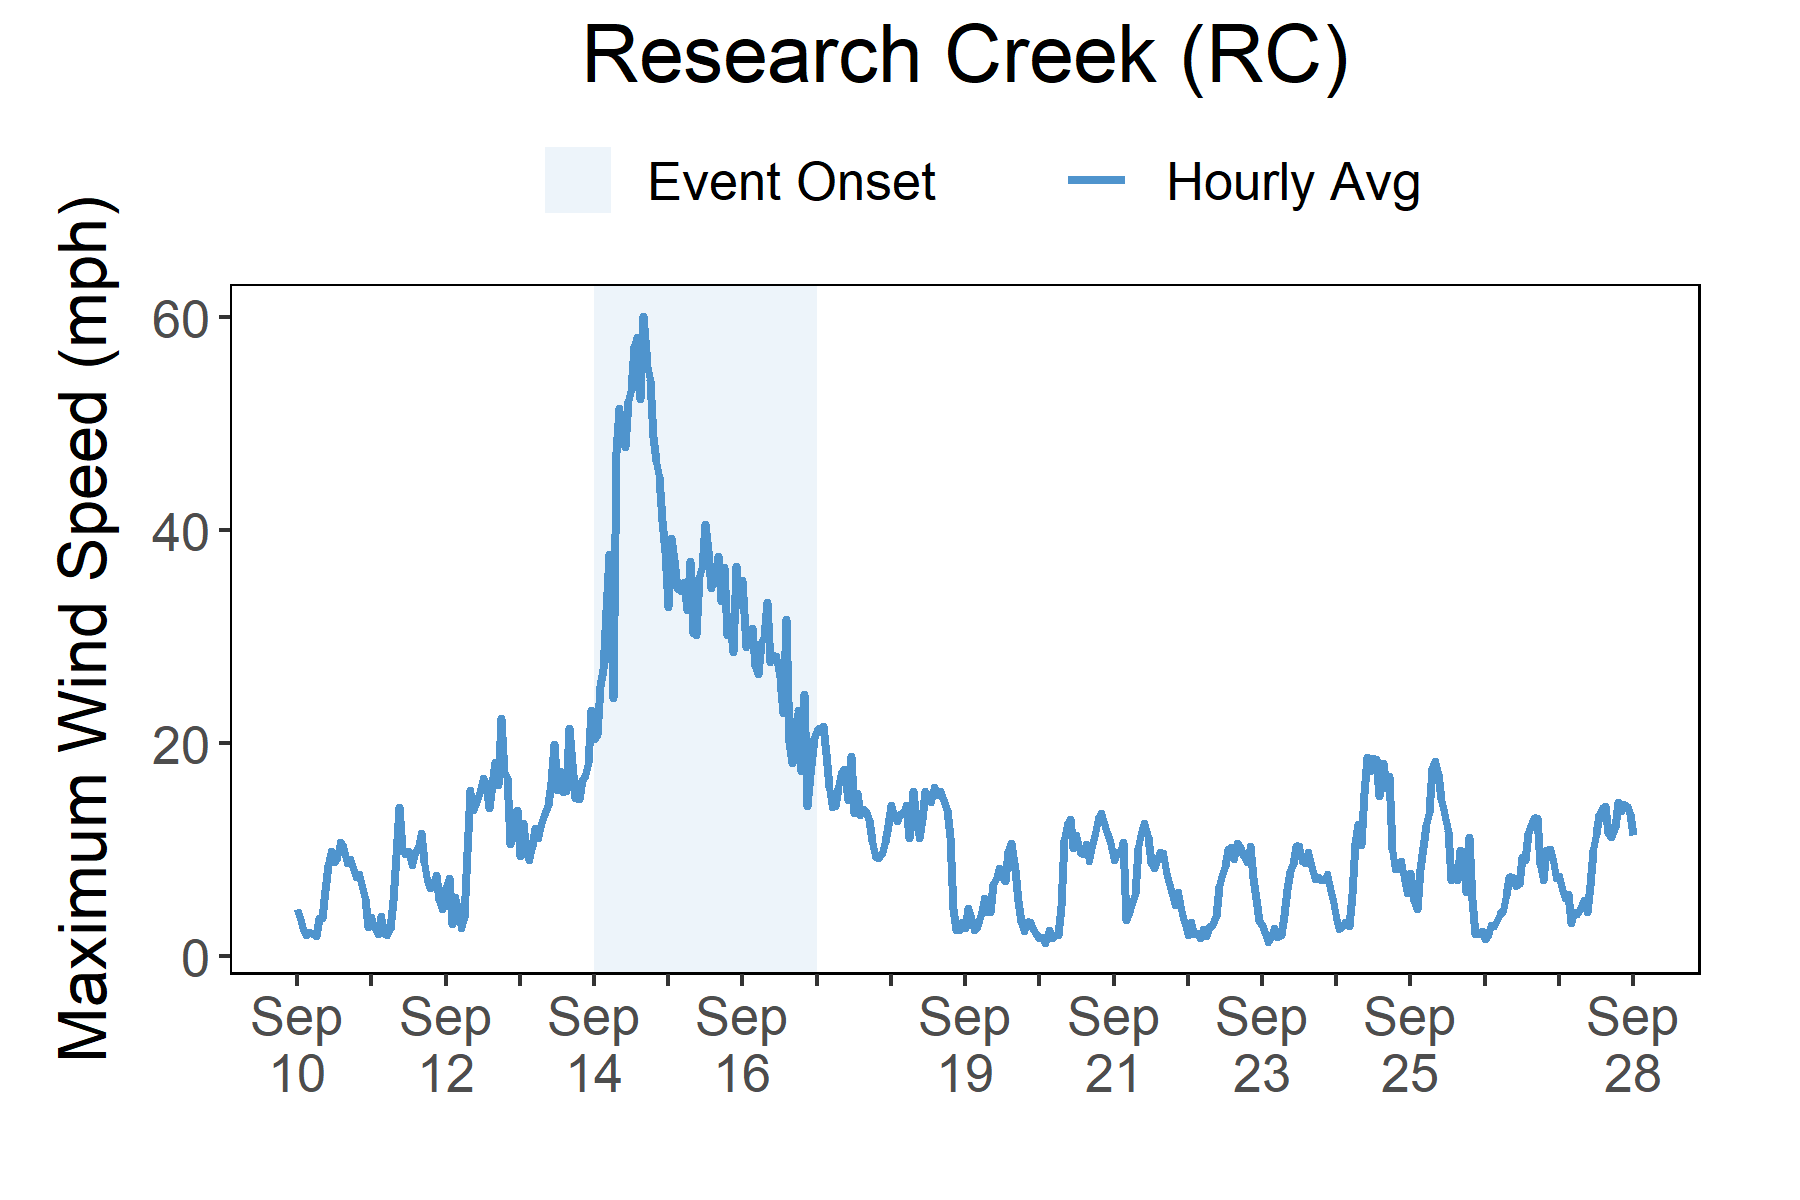 Research Creek (RC)
Event Onset
Hourly Avg
Maximum Wind Speed (mph)
60
40
20
0
Sep
10
Sep
12
Sep
14
Sep
16
Sep
19
Sep
21
Sep
23
Sep
25
Sep
28